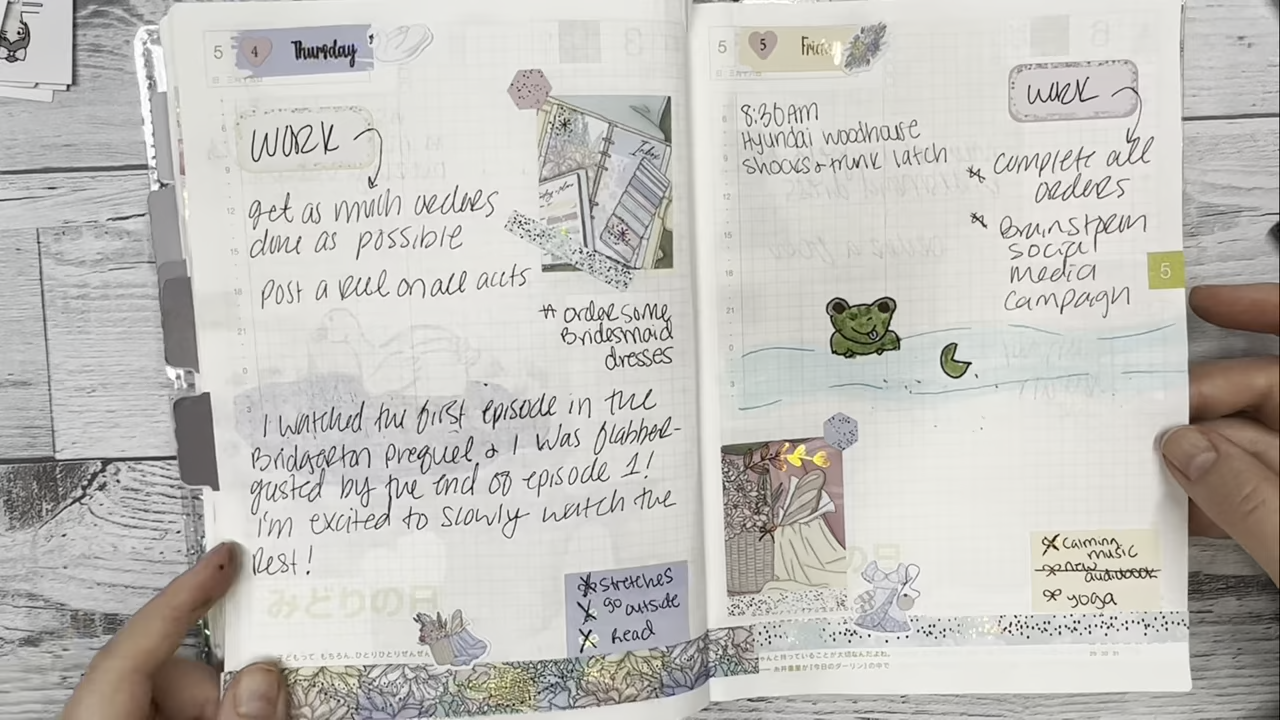 5 4 Thursday
WORK
get as much orders
done as possible
post a reel on all accts
* order some
Bridesmaid
dresses
I watched the first episode in the
Bridgerton prequel & I was flabber-
gusted by the end of episode 1!
I'm excited to slowly watch the
Rest!
みどりの日
stretches
go outside
Read
5 5 Friday
8:30AM
Hyundai woodhouse
shocks & trunk latch
WORK
* complete all
orders
* Brainstorm
social
media
campaign
5
Calming
music
new
audiobook
yoga